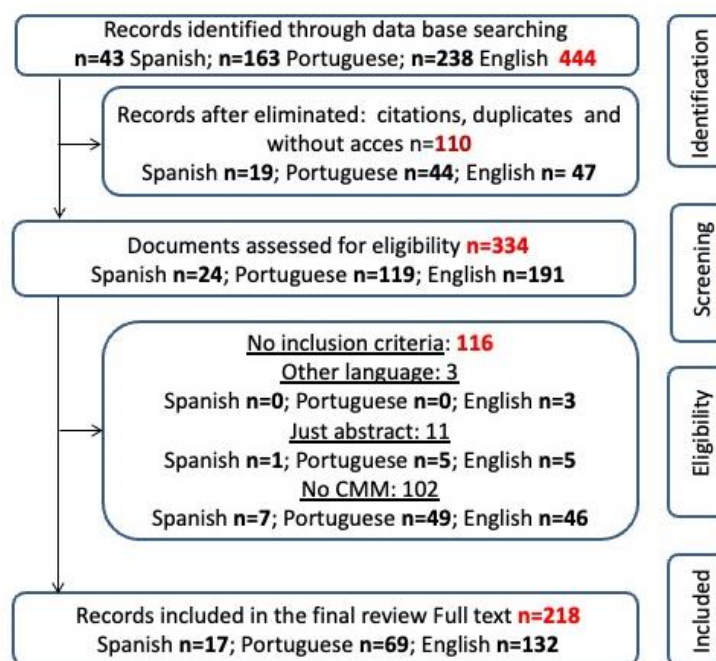 Records identified through data base searching
n=43 Spanish; n=163 Portuguese; n=238 English 444
Identification
Records after eliminated: citations, duplicates and
without acces n=110
Spanish n=19; Portuguese n=44; English n= 47
Documents assessed for eligibility n=334
Spanish n=24; Portuguese n=119; English n=191
Screening
No inclusion criteria: 116
Other language: 3
Spanish n=0; Portuguese n=0; English n=3
Just abstract: 11
Spanish n=1; Portuguese n=5; English n=5
No CMM: 102
Spanish n=7; Portuguese n=49; English n=46
Eligibility
Records included in the final review Full text n=218
Spanish n=17; Portuguese n=69; English n=132
Included